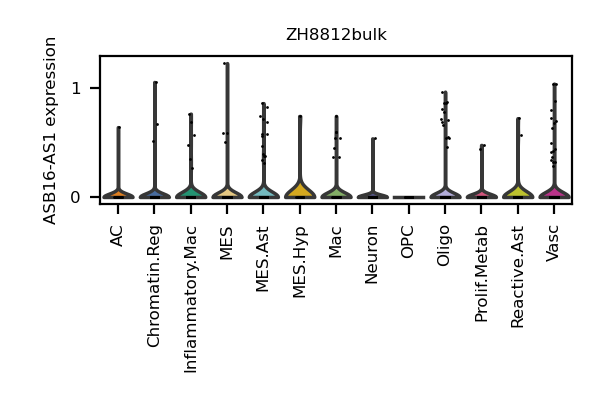 ZH8812bulk
ASB16-AS1 expression
1
0
AC
Chromatin.Reg
Inflammatory.Mac
MES
MES.Ast
MES.Hyp
Mac
Neuron
OPC
Oligo
Prolif.Metab
Reactive.Ast
Vasc